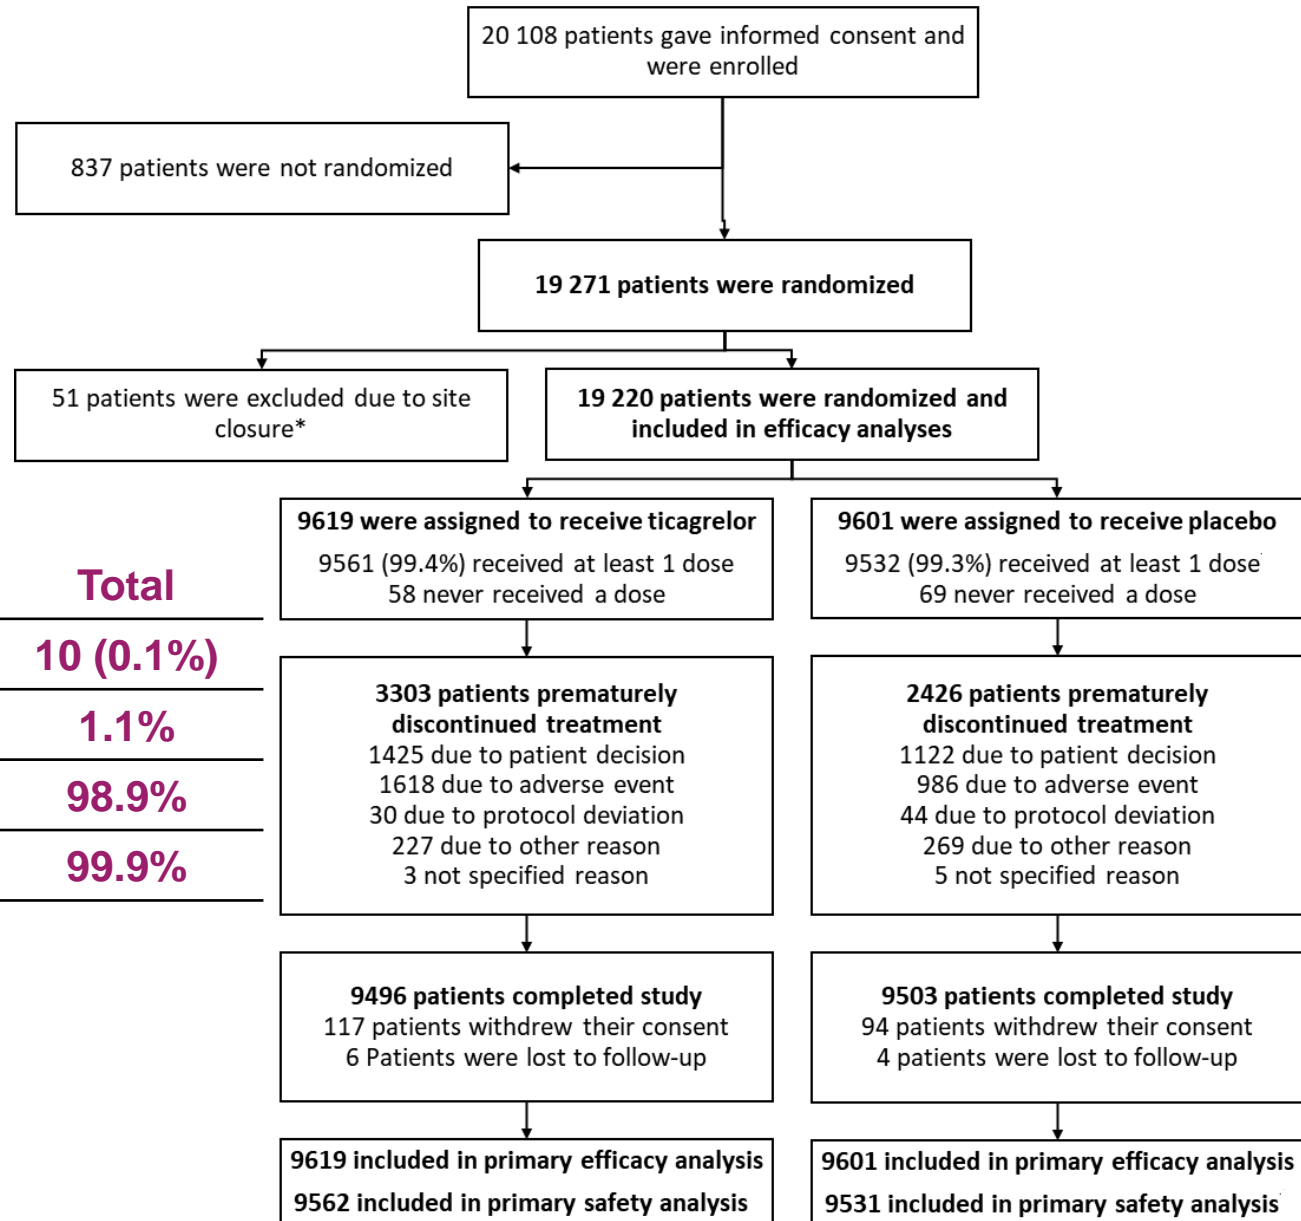 20 108 patients gave informed consent and
were enrolled
837 patients were not randomized
19 271 patients were randomized
51 patients were excluded due to site
closure*
19 220 patients were randomized and
included in efficacy analyses
9619 were assigned to receive ticagrelor
9561 (99.4%) received at least 1 dose
58 never received a dose
9601 were assigned to receive placebo
9532 (99.3%) received at least 1 dose
69 never received a dose
Total
10 (0.1%)
1.1%
98.9%
99.9%
3303 patients prematurely
discontinued treatment
1425 due to patient decision
1618 due to adverse event
30 due to protocol deviation
227 due to other reason
3 not specified reason
2426 patients prematurely
discontinued treatment
1122 due to patient decision
986 due to adverse event
44 due to protocol deviation
269 due to other reason
5 not specified reason
9496 patients completed study
117 patients withdrew their consent
6 Patients were lost to follow-up
9503 patients completed study
94 patients withdrew their consent
4 patients were lost to follow-up
9619 included in primary efficacy analysis
9562 included in primary safety analysis
9601 included in primary efficacy analysis
9531 included in primary safety analysis